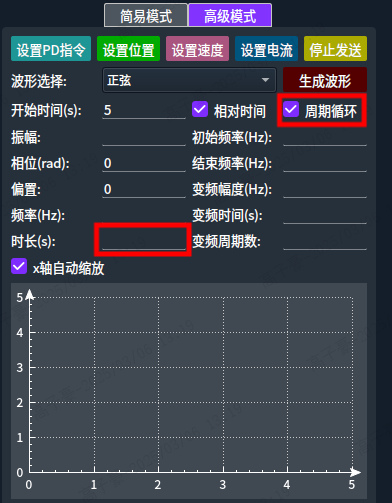 简易模式 高级模式
设置PD指令 设置位置 设置速度 设置电流 停止发送
波形选择: 正弦 生成波形
开始时间(s): 5 相对时间 周期循环
振幅: 初始频率(Hz):
相位(rad): 0 结束频率(Hz):
偏置: 0 变频幅度(Hz):
频率(Hz): 变频时间(s):
时长(s): 变频周期数:
x轴自动缩放
5
4
3
2
1
0
0 1 2 3 4 5